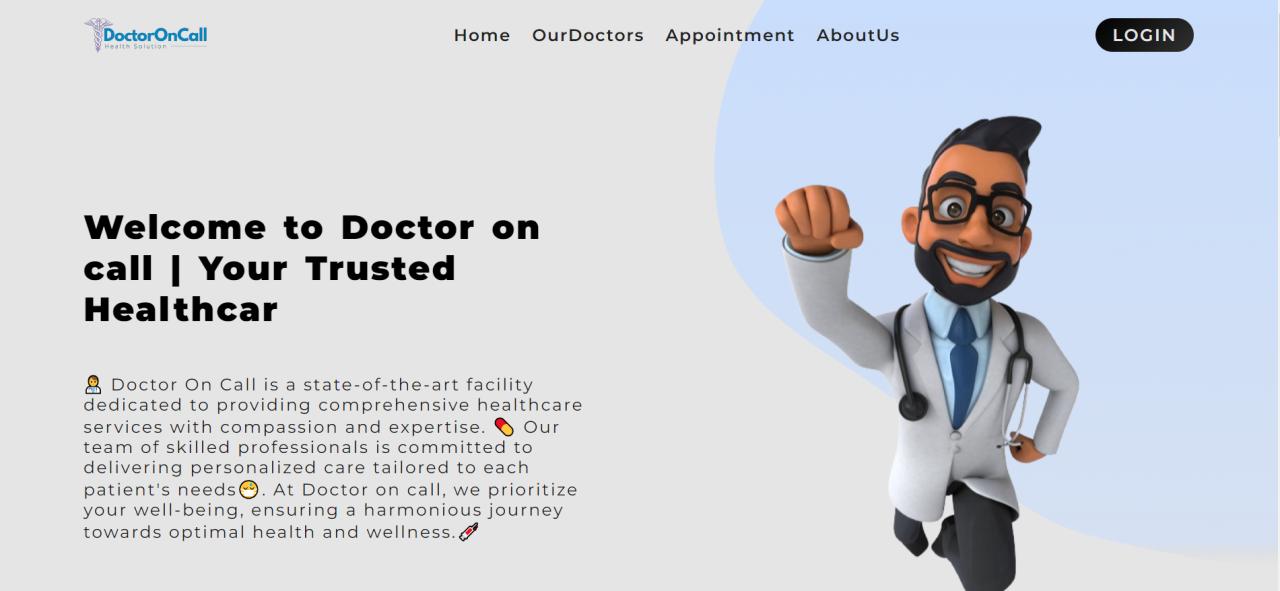 DoctorOnCall
Health Solution
Home OurDoctors Appointment AboutUs
LOGIN
Welcome to Doctor on
call | Your Trusted
Healthcar
👩‍⚕️ Doctor On Call is a state-of-the-art facility
dedicated to providing comprehensive healthcare
services with compassion and expertise. 💊 Our
team of skilled professionals is committed to
delivering personalized care tailored to each
patient's needs😷. At Doctor on call, we prioritize
your well-being, ensuring a harmonious journey
towards optimal health and wellness.💉